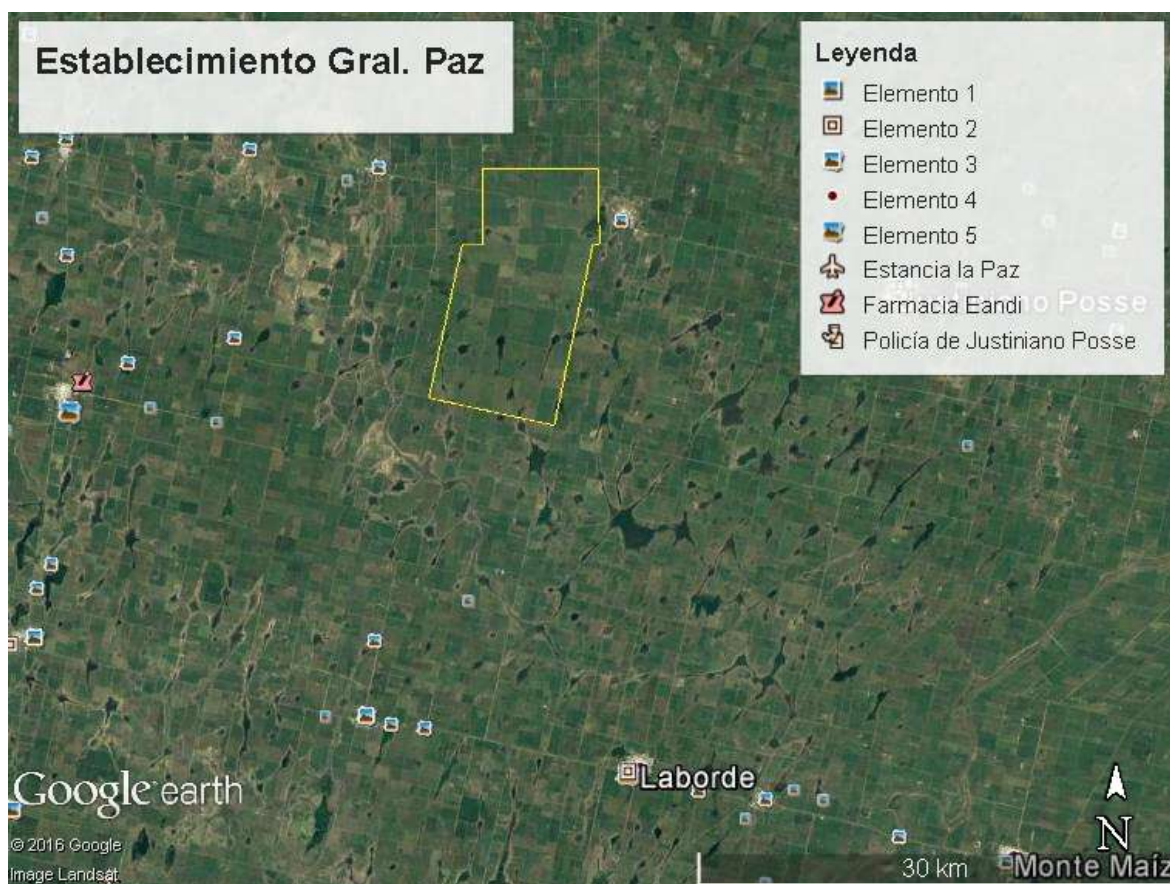 Establecimiento Gral. Paz
Leyenda
Elemento 1
Elemento 2
Elemento 3
Elemento 4
Elemento 5
Estancia la Paz
Farmacia Eandi
Policía de Justiniano Posse
Posse
Laborde
Google earth
© 2016 Google
Image Landsat
N
30 km
Monte Maíz